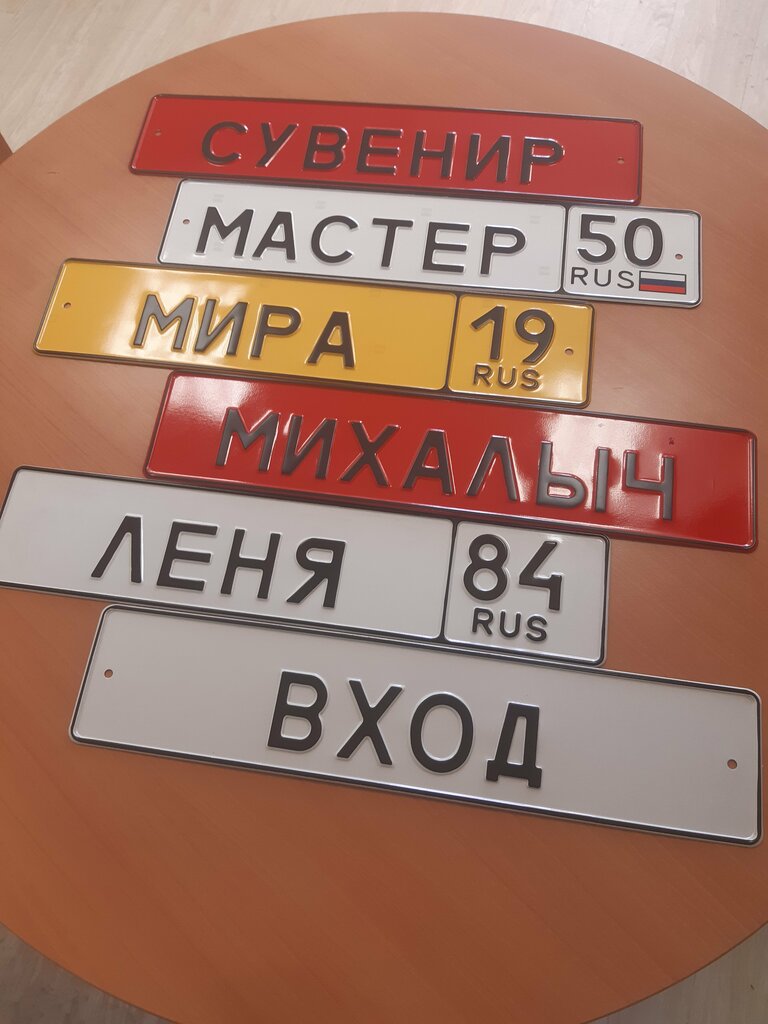 СУВЕНИР
МАСТЕР 50
RUS
МИРА 19
RUS
МИХАЛЫЧ
ЛЕНЯ 84
RUS
ВХОД